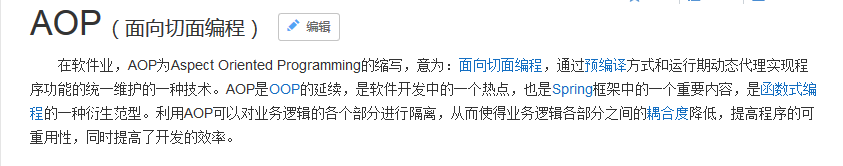 AOP（面向切面编程） 编辑
在软件业，AOP为Aspect Oriented Programming的缩写，意为：面向切面编程，通过预编译方式和运行期动态代理实现程
序功能的统一维护的一种技术。AOP是OOP的延续，是软件开发中的一个热点，也是Spring框架中的一个重要内容，是函数式编
程的一种衍生范型。利用AOP可以对业务逻辑的各个部分进行隔离，从而使得业务逻辑各部分之间的耦合度降低，提高程序的可
重用性，同时提高了开发的效率。